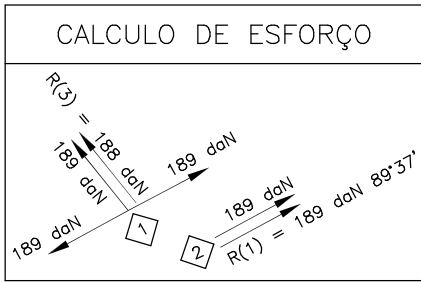 CALCULO DE ESFORÇO
R(3) =
188 daN
189 daN
189 daN
189 daN
1
2
189 daN
R(1) = 189 daN 89°37'